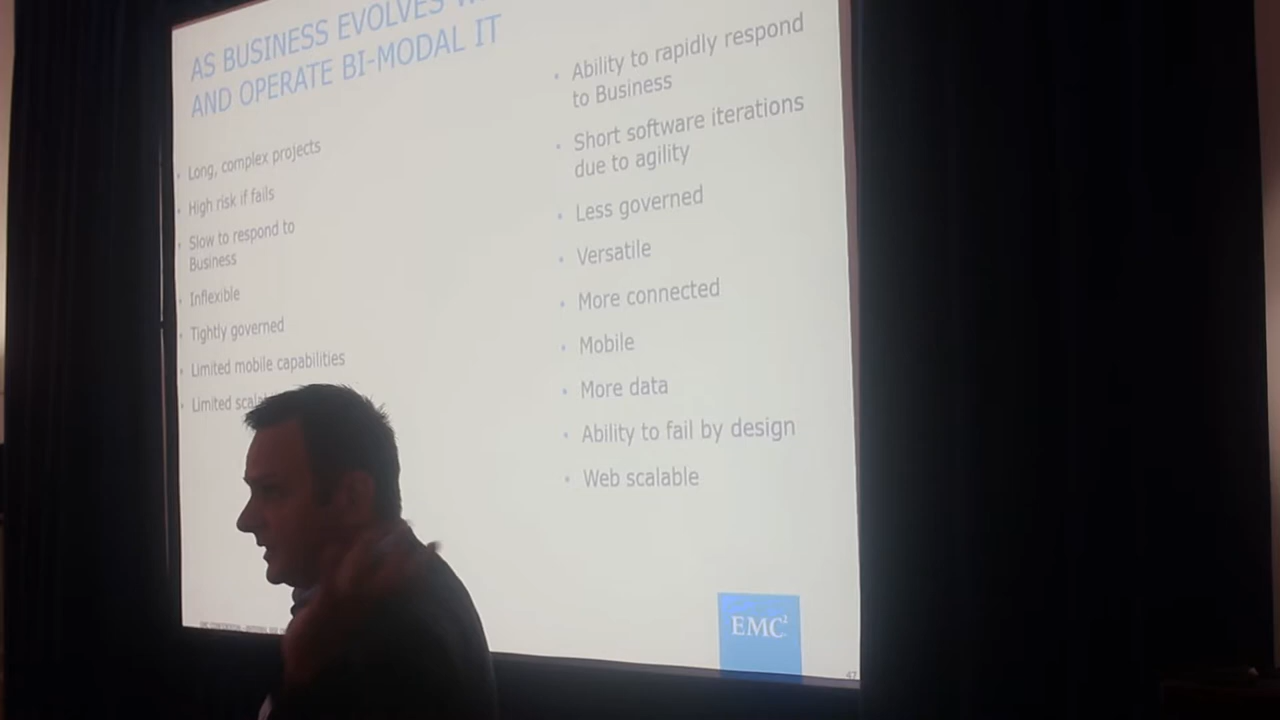 AS BUSINESS EVOLVES
AND OPERATE BI-MODAL IT
• Long, complex projects
• High risk if fails
• Slow to respond to
Business
• Inflexible
• Tightly governed
• Limited mobile capabilities
• Limited
• Ability to rapidly respond
to Business
• Short software iterations
due to agility
• Less governed
• Versatile
• More connected
• Mobile
• More data
• Ability to fail by design
• Web scalable
EMC²
47